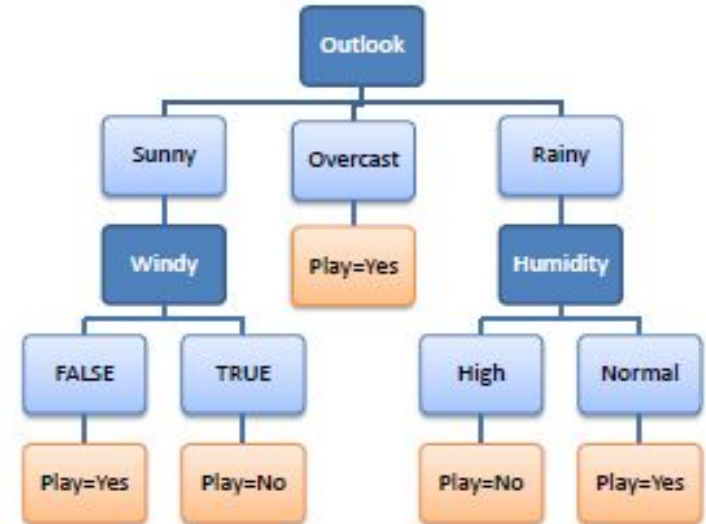 Outlook
Sunny
Overcast
Rainy
Windy
Play=Yes
Humidity
FALSE
TRUE
High
Normal
Play=Yes
Play=No
Play=No
Play=Yes